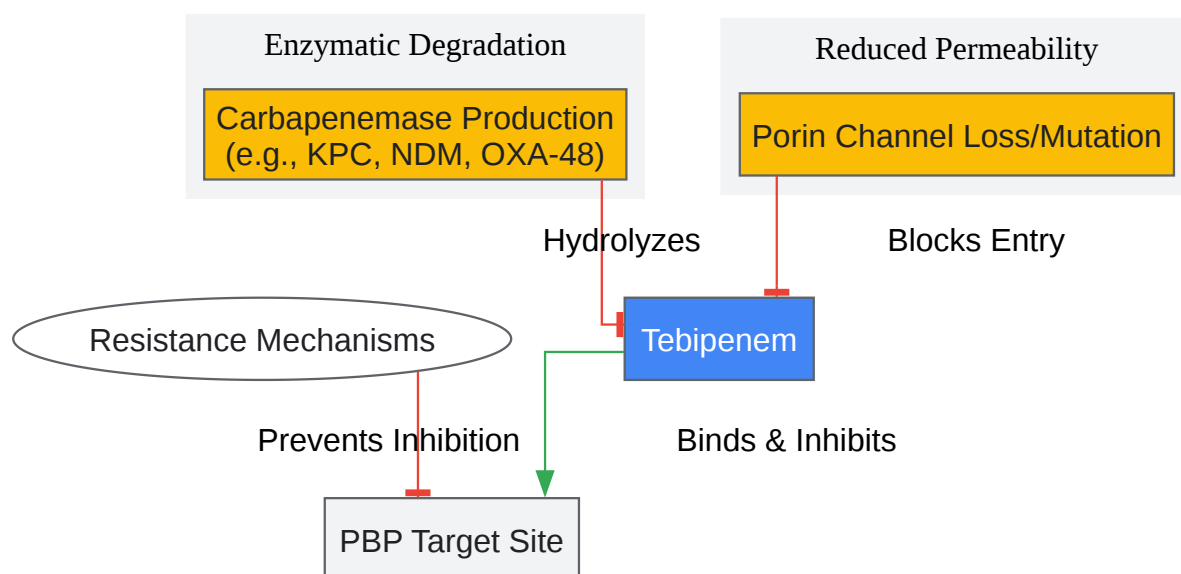 Enzymatic Degradation
Reduced Permeability
Carbapenemase Production
(e.g., KPC, NDM, OXA-48)
Porin Channel Loss/Mutation
Hydrolyzes
Blocks Entry
Resistance Mechanisms
Tebipenem
Prevents Inhibition
Binds & Inhibits
PBP Target Site